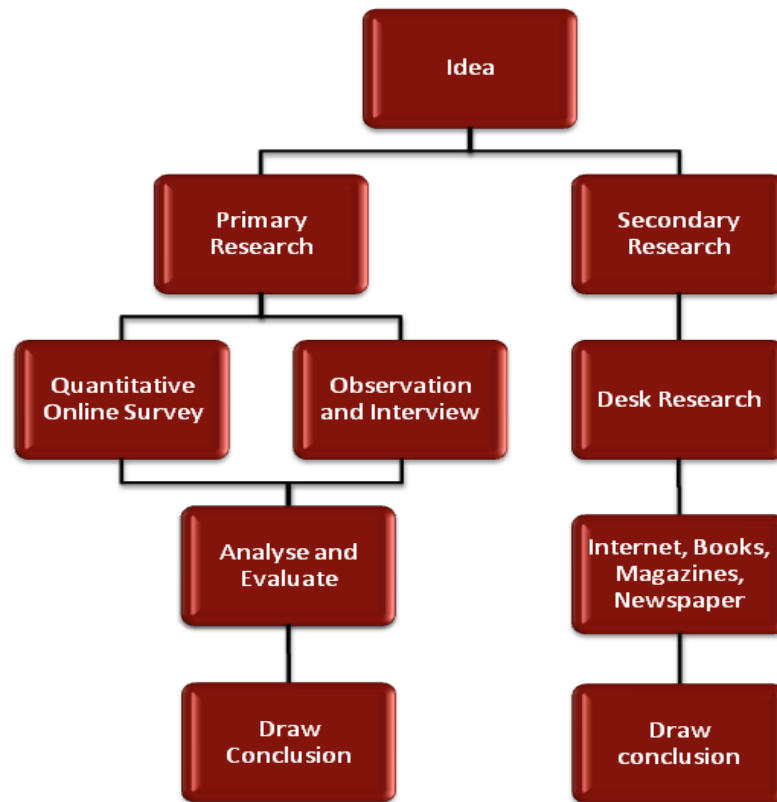 Idea
Primary
Research
Secondary
Research
Quantitative
Online Survey
Observation
and Interview
Desk Research
Analyse and
Evaluate
Internet, Books,
Magazines,
Newspaper
Draw
Conclusion
Draw
conclusion